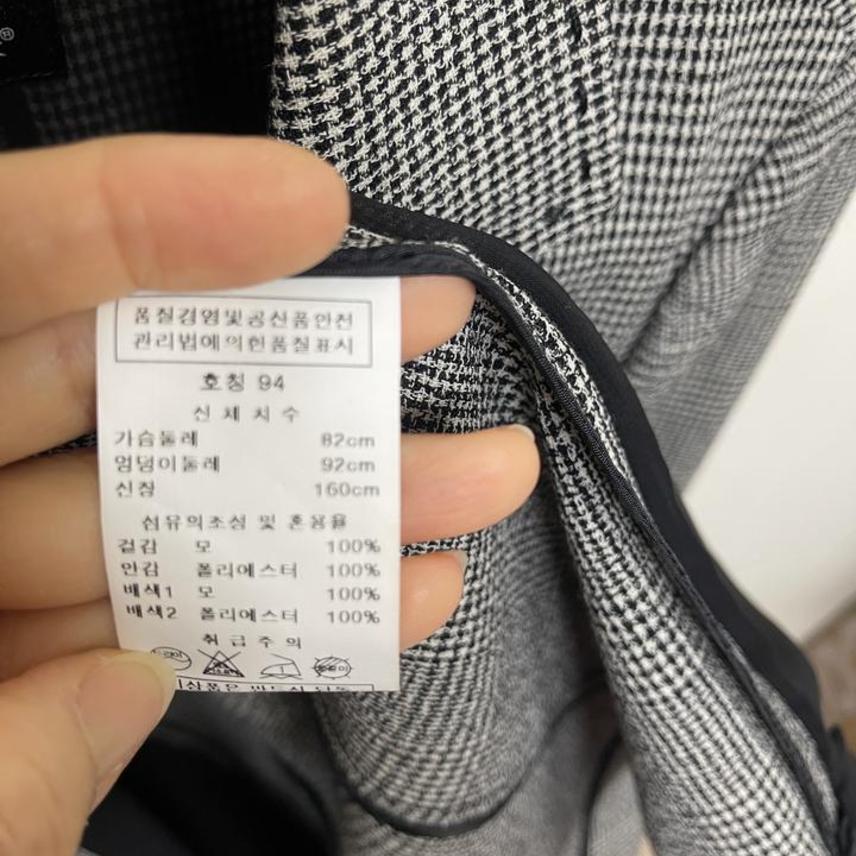 품질경영및공산품안전
관리법에의한품질표시
호칭 94
신체치수
가슴둘레 82cm
엉덩이둘레 92cm
신장 160cm
섬유의조성 및 혼용율
겉감 모 100%
안감 폴리에스터 100%
배색1 모 100%
배색2 폴리에스터 100%
취급주의
드라이